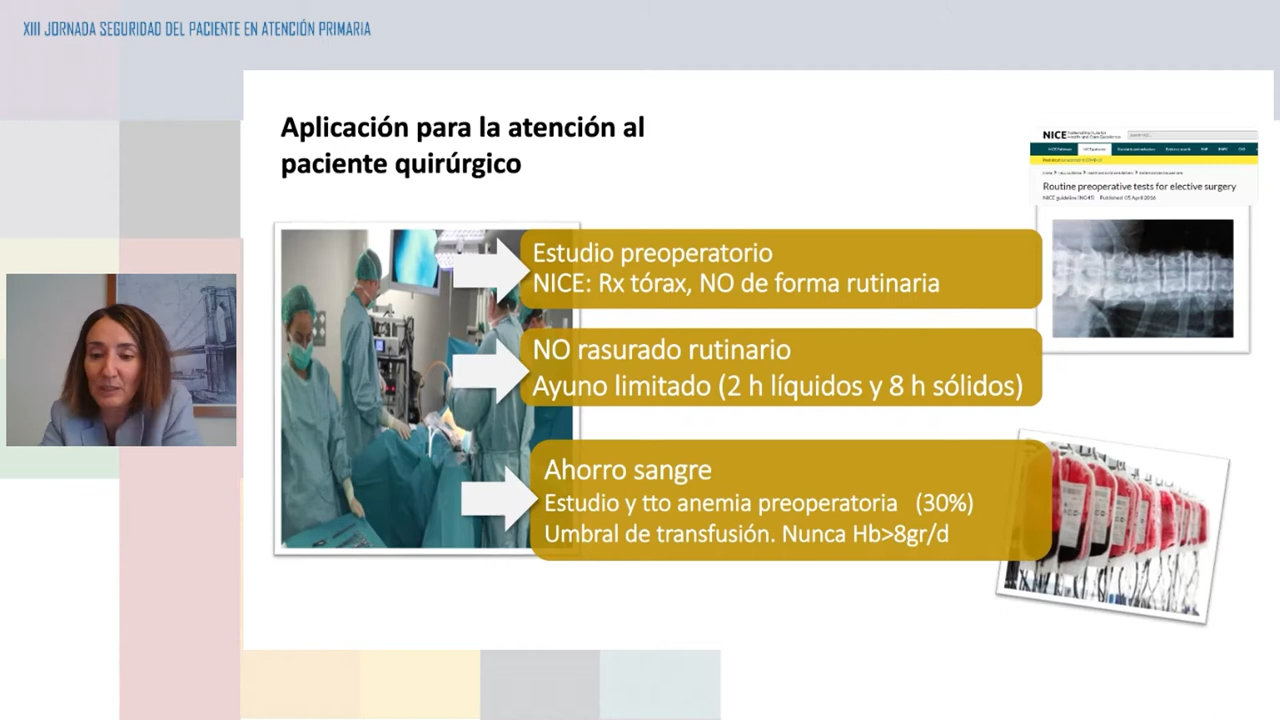 XIII JORNADA SEGURIDAD DEL PACIENTE EN ATENCIÓN PRIMARIA
Aplicación para la atención al
paciente quirúrgico
NICE
Routine preoperative tests for elective surgery
NICE guideline [NG45] Published: 05 April 2016
Estudio preoperatorio
NICE: Rx tórax, NO de forma rutinaria
NO rasurado rutinario
Ayuno limitado (2 h líquidos y 8 h sólidos)
Ahorro sangre
Estudio y tto anemia preoperatoria (30%)
Umbral de transfusión. Nunca Hb>8gr/d